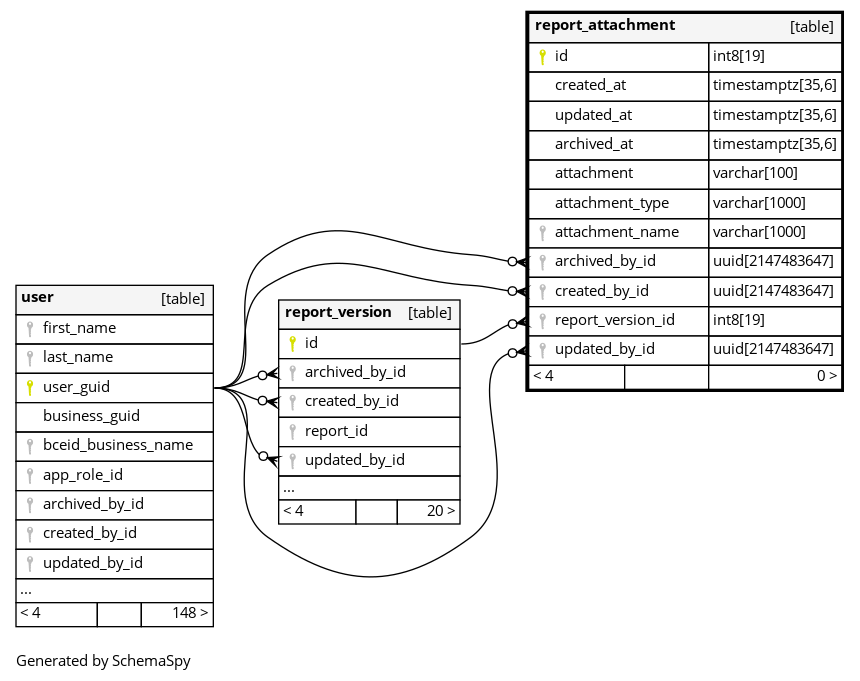 report_attachment [table]
id int8[19]
created_at timestamptz[35,6]
updated_at timestamptz[35,6]
archived_at timestamptz[35,6]
attachment varchar[100]
attachment_type varchar[1000]
attachment_name varchar[1000]
archived_by_id uuid[2147483647]
created_by_id uuid[2147483647]
report_version_id int8[19]
updated_by_id uuid[2147483647]
< 4 0 >
user [table]
first_name
last_name
user_guid
business_guid
bceid_business_name
app_role_id
archived_by_id
created_by_id
updated_by_id
...
< 4 148 >
report_version [table]
id
archived_by_id
created_by_id
report_id
updated_by_id
...
< 4 20 >
Generated by SchemaSpy